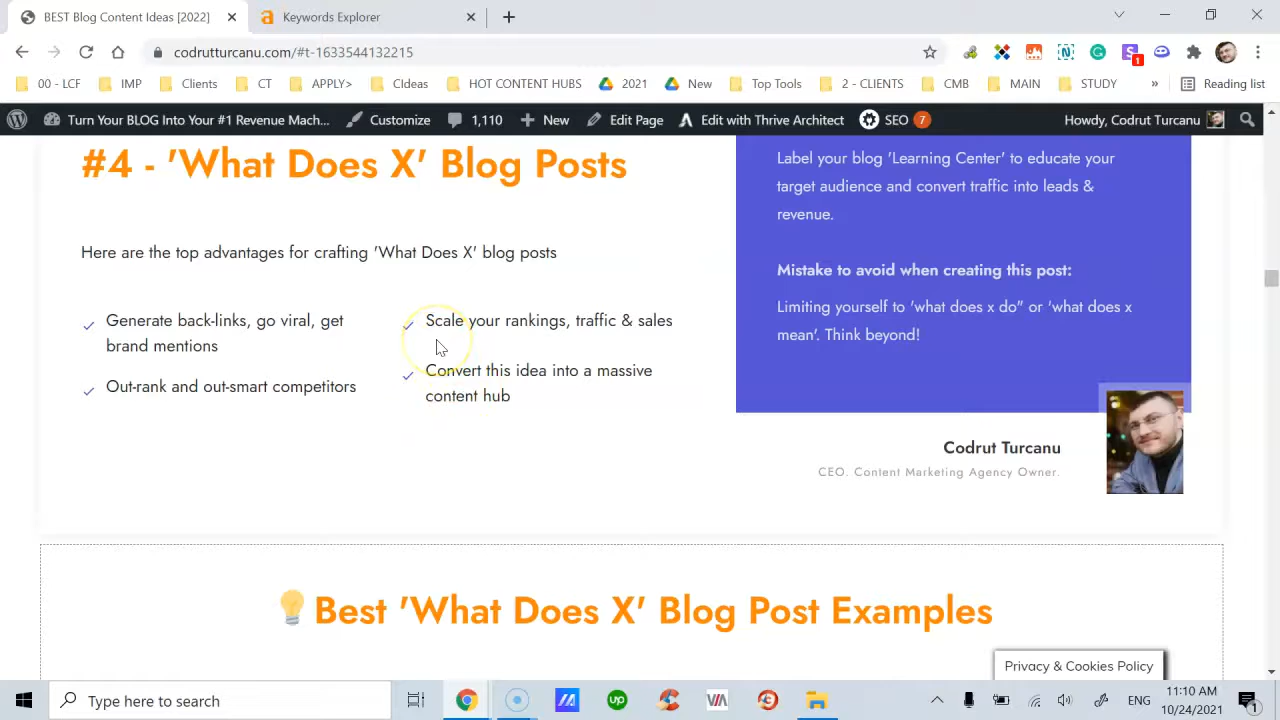 BEST Blog Content Ideas [2022]
Keywords Explorer
codrutturcanu.com/#t-1633544132215
1
00 - LCF
IMP
Clients
CT
APPLY>
CIdeas
HOT CONTENT HUBS
2021
New
Top Tools
2 - CLIENTS
CMB
MAIN
STUDY
»
Reading list
Turn Your BLOG Into Your #1 Revenue Mach...
Customize
1,110
New
Edit Page
Edit with Thrive Architect
SEO 7
Howdy, Codrut Turcanu
#4 - 'What Does X' Blog Posts
Here are the top advantages for crafting 'What Does X' blog posts
Generate back-links, go viral, get
brand mentions
Out-rank and out-smart competitors
Scale your rankings, traffic & sales
Convert this idea into a massive
content hub
Label your blog 'Learning Center' to educate your
target audience and convert traffic into leads &
revenue.
Mistake to avoid when creating this post:
Limiting yourself to 'what does x do" or 'what does x
mean'. Think beyond!
Codrut Turcanu
CEO. Content Marketing Agency Owner.
Best 'What Does X' Blog Post Examples
Privacy & Cookies Policy
Type here to search
up
VIA
ENG
11:10 AM
10/24/2021
1